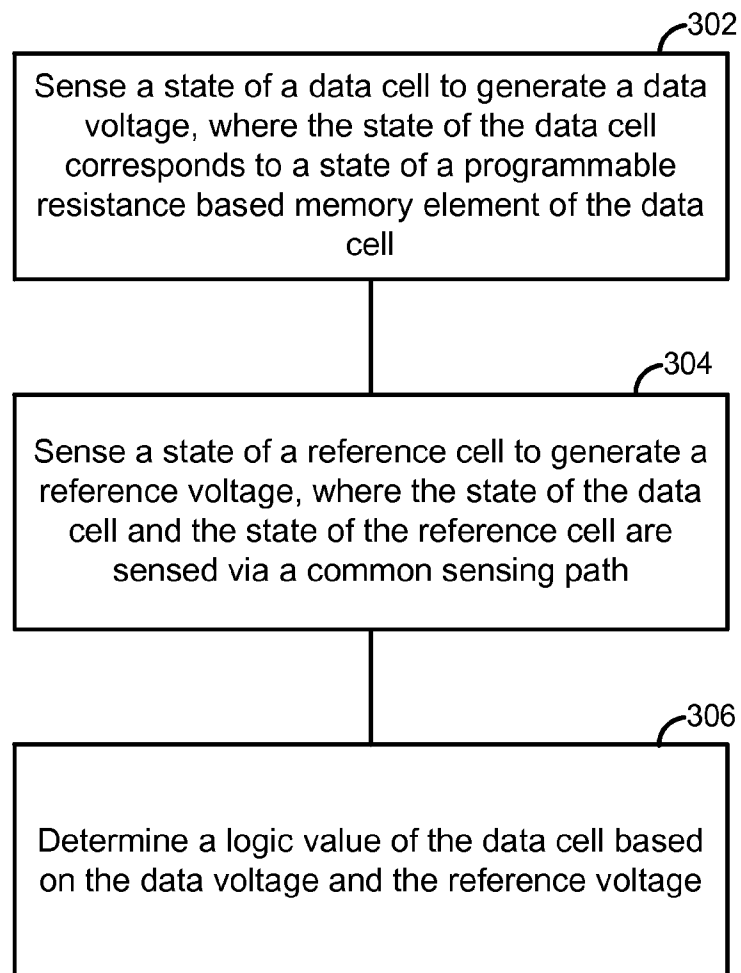 302
Sense a state of a data cell to generate a data
voltage, where the state of the data cell
corresponds to a state of a programmable
resistance based memory element of the data
cell
304
Sense a state of a reference cell to generate a
reference voltage, where the state of the data
cell and the state of the reference cell are
sensed via a common sensing path
306
Determine a logic value of the data cell based
on the data voltage and the reference voltage